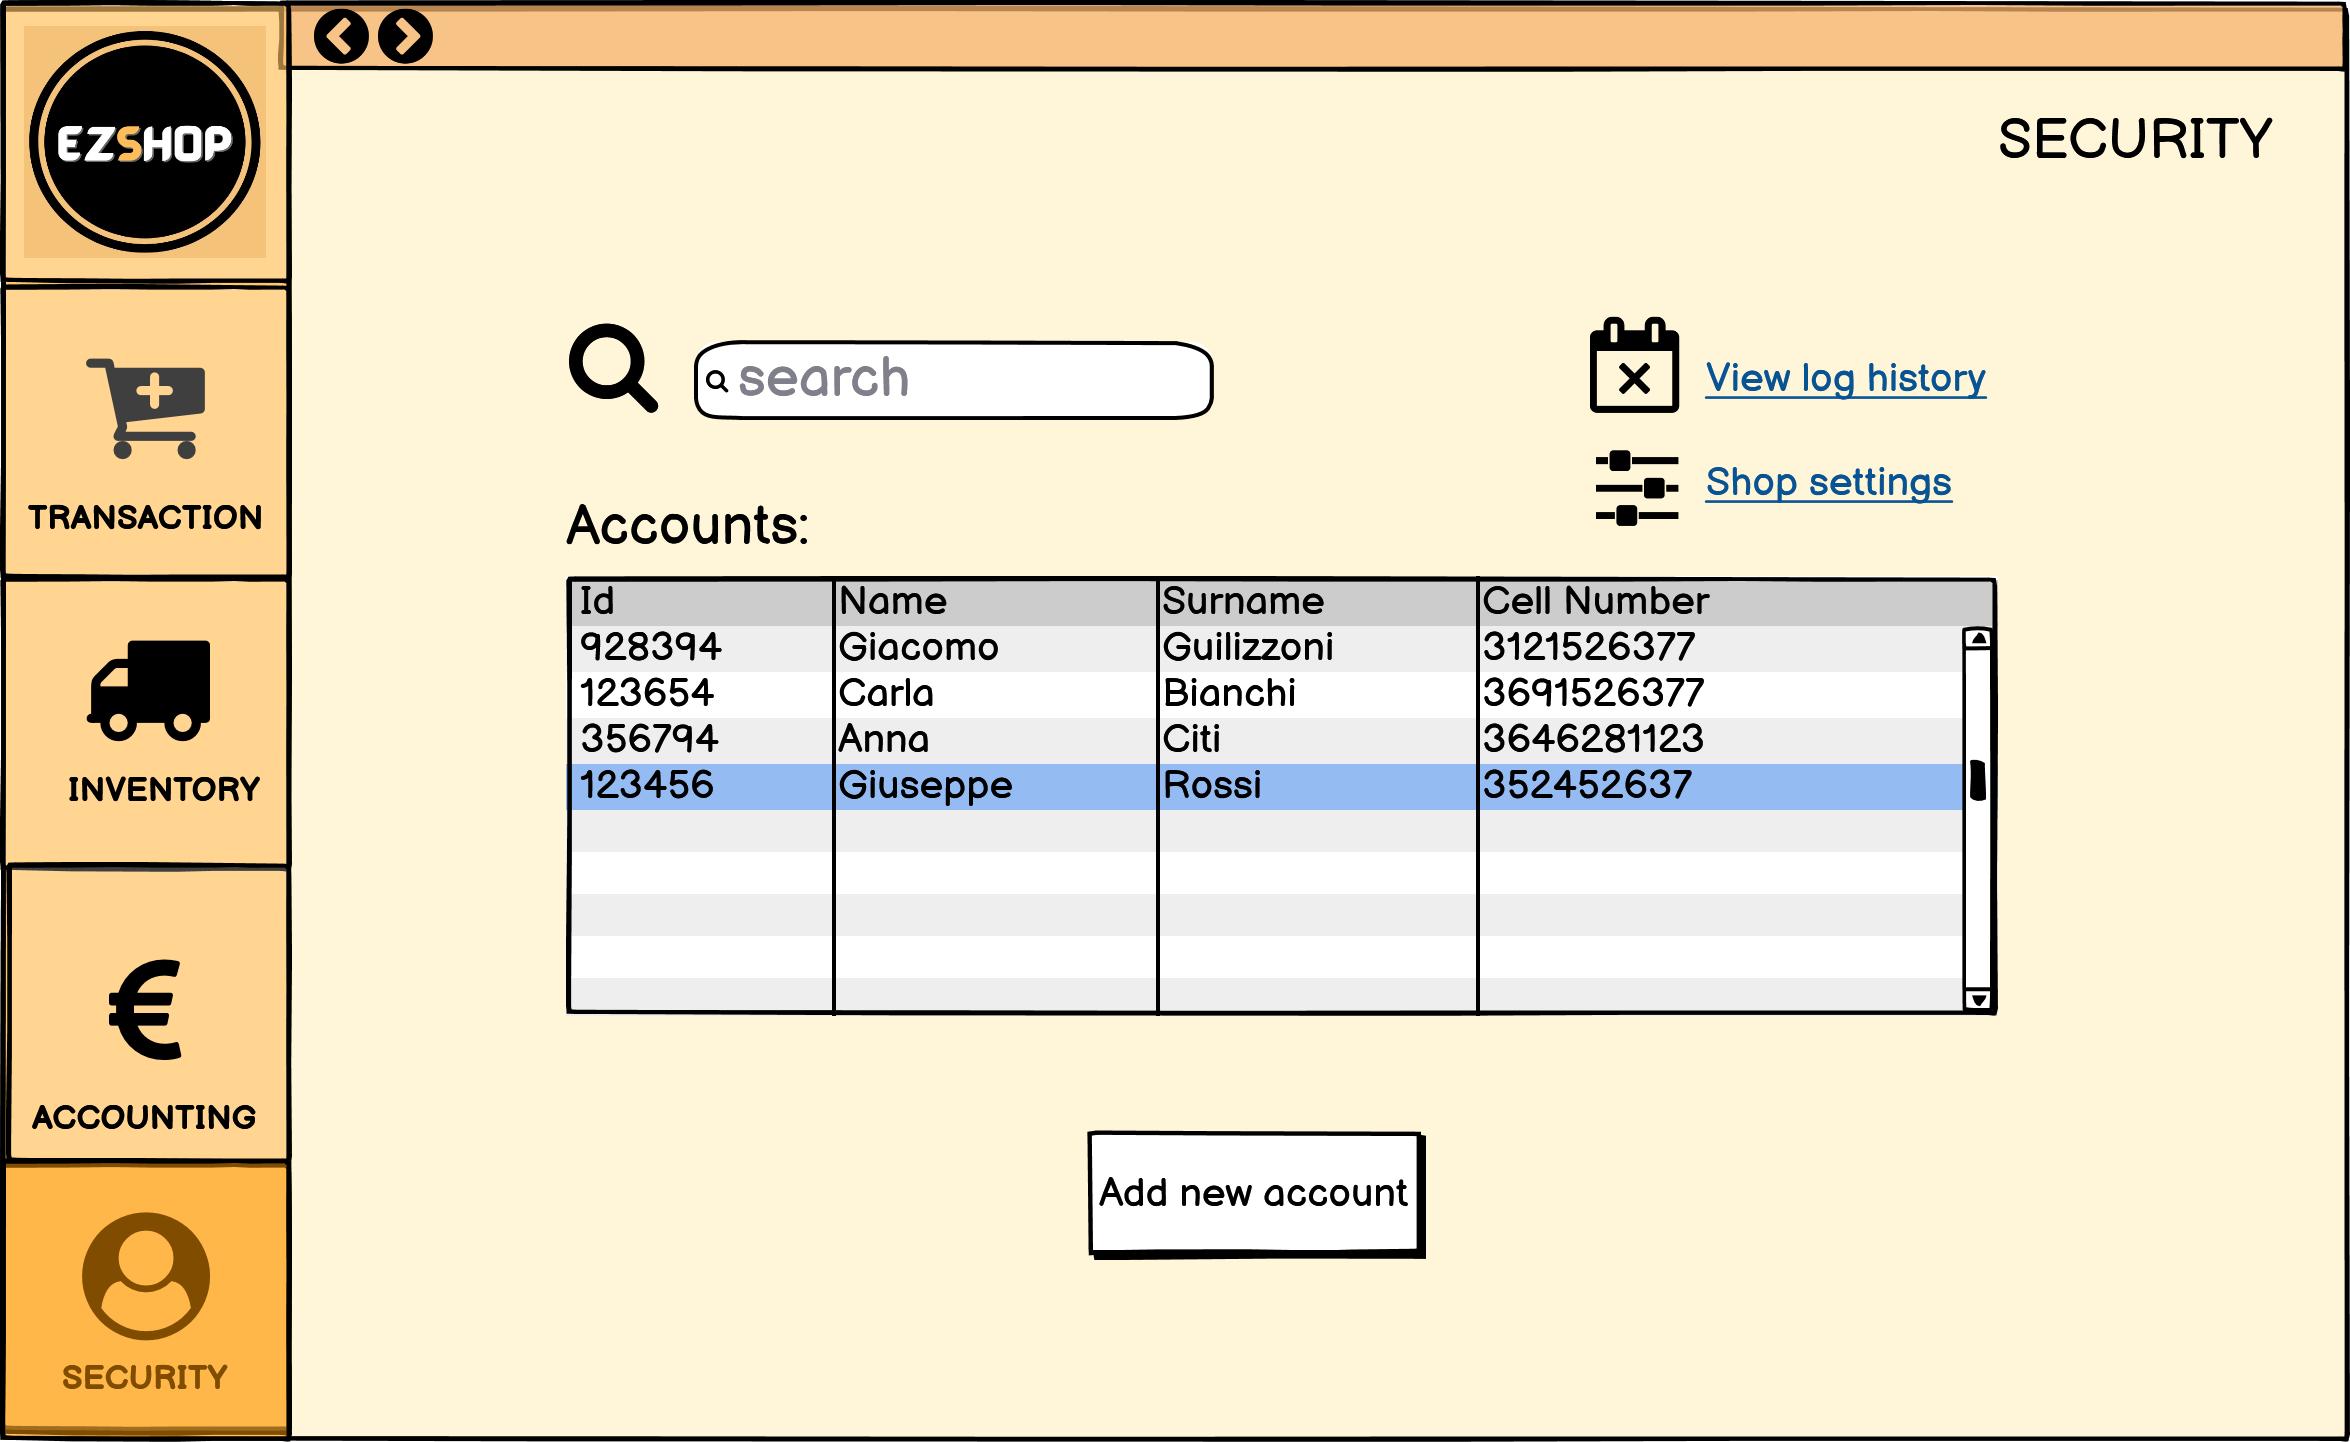 EZSHOP
SECURITY
search
View log history
Shop settings
TRANSACTION
Accounts:
Id Name Surname Cell Number
928394 Giacomo Guilizzoni 3121526377
123654 Carla Bianchi 3691526377
356794 Anna Citi 3646281123
123456 Giuseppe Rossi 352452637
INVENTORY
ACCOUNTING
Add new account
SECURITY